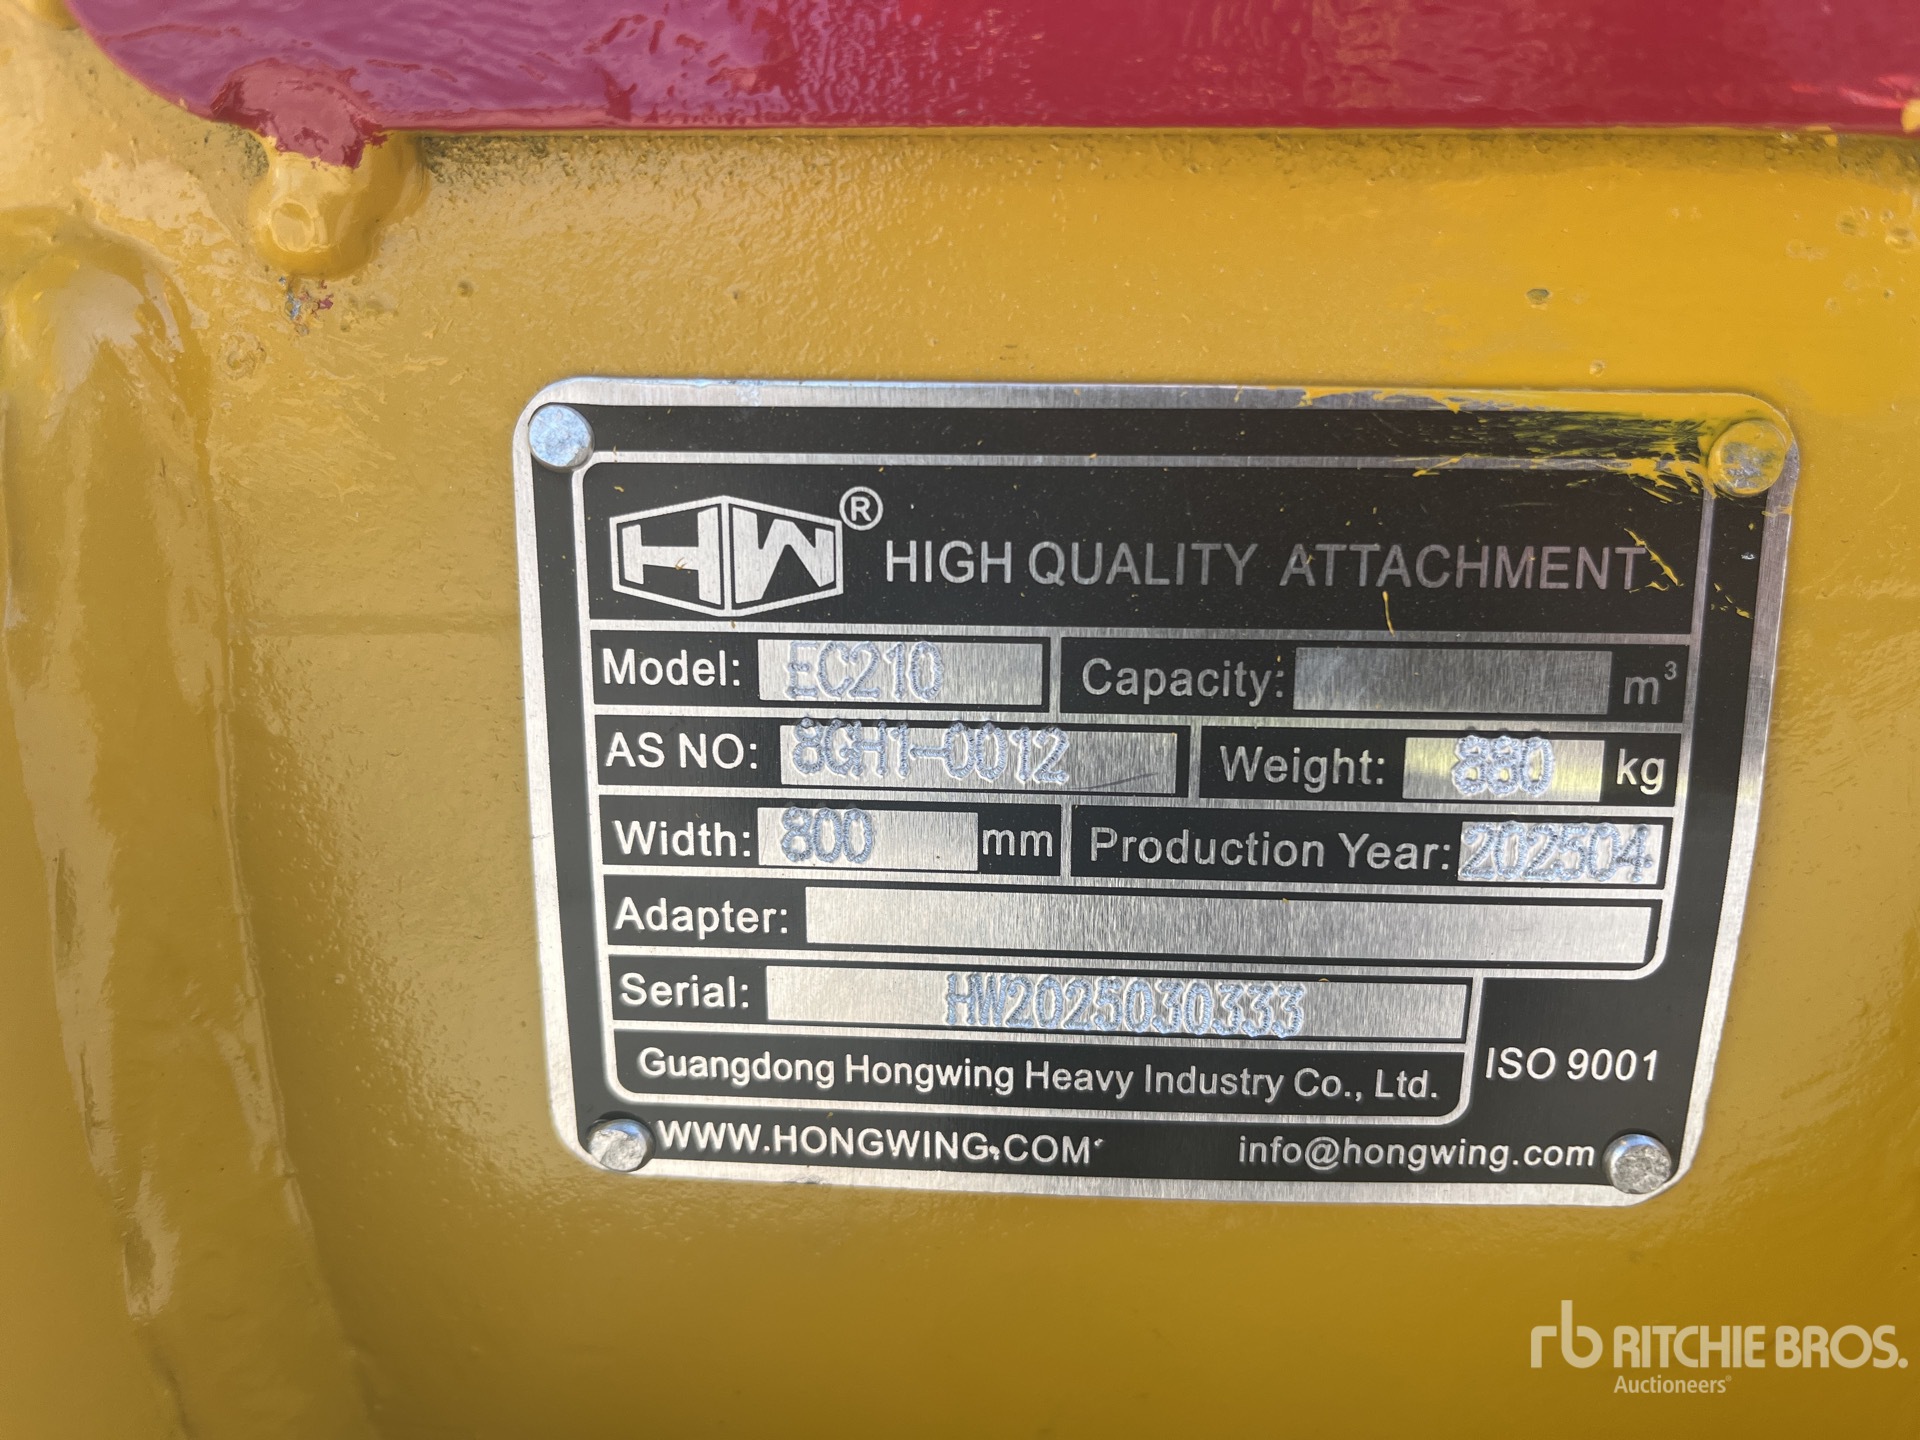 HW® HIGH QUALITY ATTACHMENT
Model: EC210 Capacity: m³
AS NO: 8GH1-0012 Weight: 880 kg
Width: 800 mm Production Year: 202504
Adapter:
Serial: HW2025030333
Guangdong Hongwing Heavy Industry Co., Ltd. ISO 9001
WWW.HONGWING.COM info@hongwing.com
rb RITCHIE BROS.
Auctioneers®